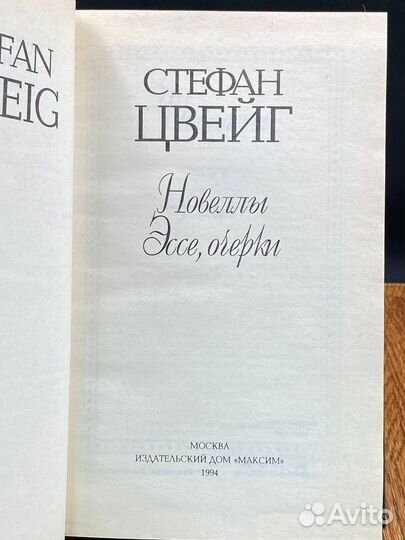 FAN
EIG
СТЕФАН
ЦВЕЙГ
Новеллы
Эссе, очерки
МОСКВА
ИЗДАТЕЛЬСКИЙ ДОМ «МАКСИМ»
1994
Avito